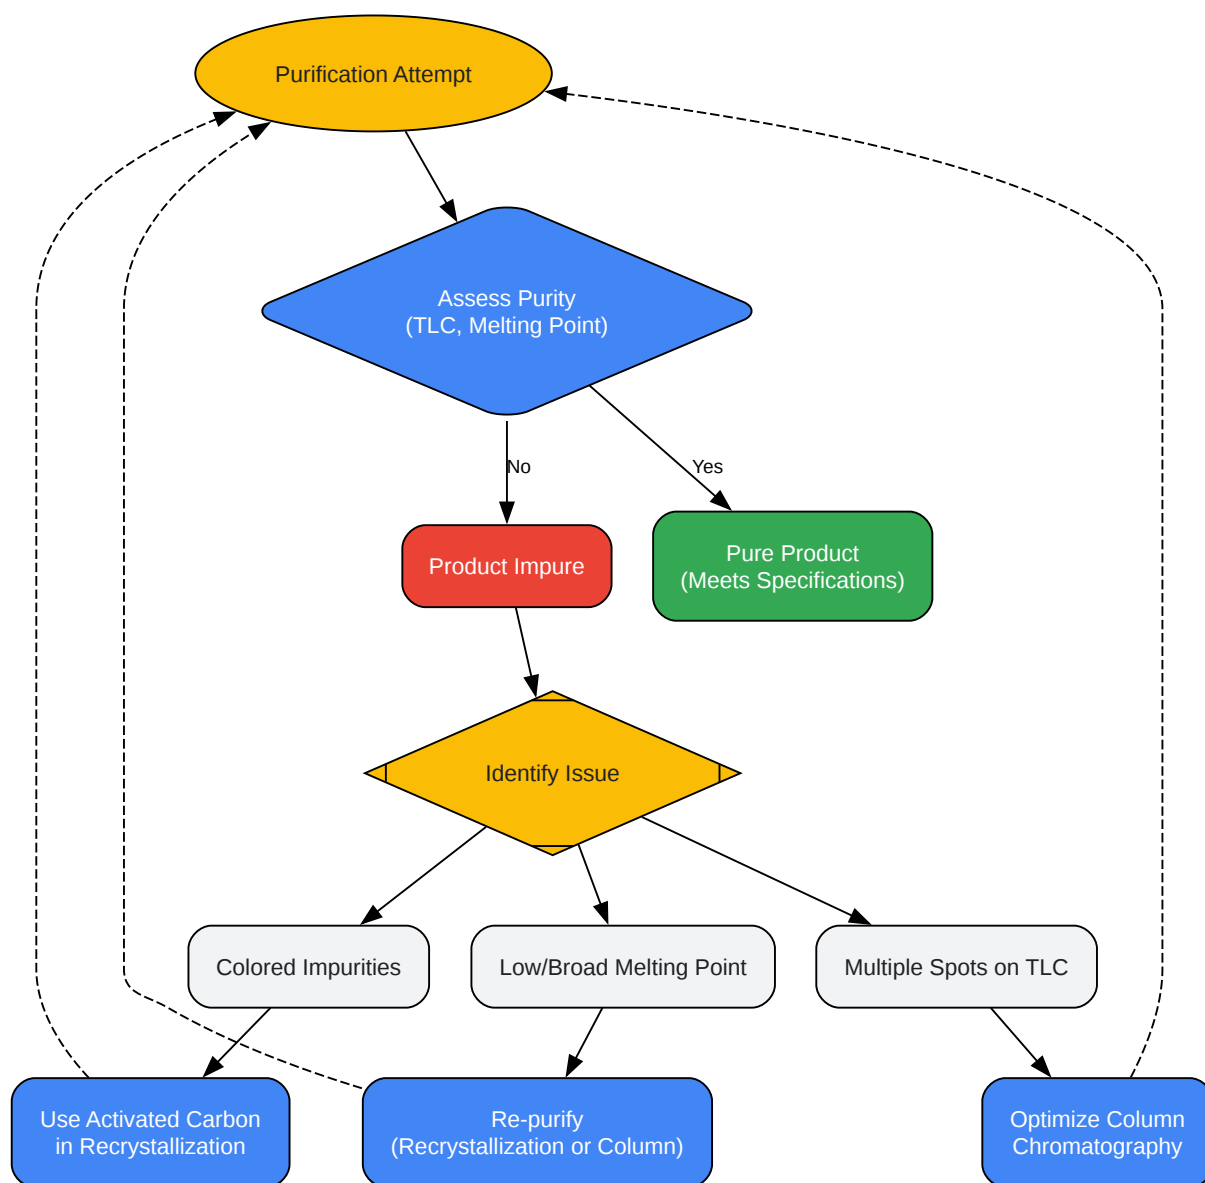 Purification Attempt
Assess Purity
(TLC, Melting Point)
No
Yes
Product Impure
Pure Product
(Meets Specifications)
Identify Issue
Colored Impurities
Low/Broad Melting Point
Multiple Spots on TLC
Use Activated Carbon
in Recrystallization
Re-purify
(Recrystallization or Column)
Optimize Column
Chromatography